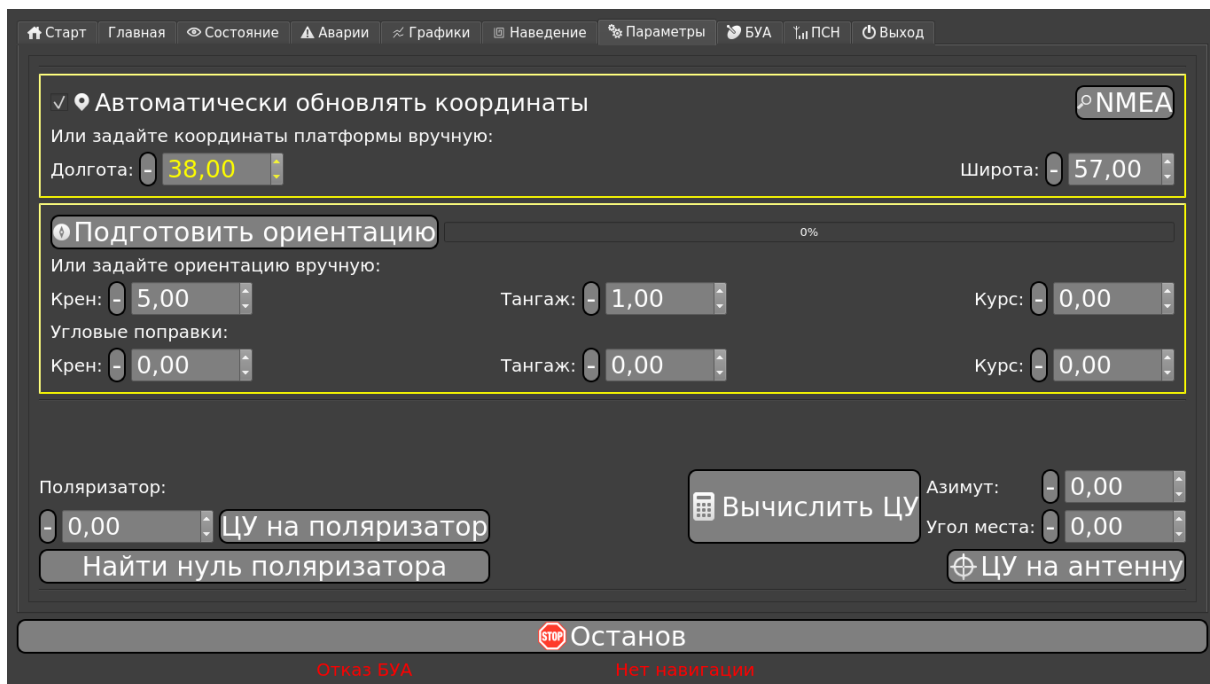 Старт Главная Состояние Аварии Графики Наведение Параметры БУА ПСН Выход
Автоматически обновлять координаты NMEA
Или задайте координаты платформы вручную:
Долгота: - 38,00 Широта: - 57,00
Подготовить ориентацию 0%
Или задайте ориентацию вручную:
Крен: - 5,00 Тангаж: - 1,00 Курс: - 0,00
Угловые поправки:
Крен: - 0,00 Тангаж: - 0,00 Курс: - 0,00
Поляризатор: Вычислить ЦУ Азимут: - 0,00
- 0,00 ЦУ на поляризатор Угол места: - 0,00
Найти нуль поляризатора ЦУ на антенну
STOP Останов
Отказ БУА Нет навигации